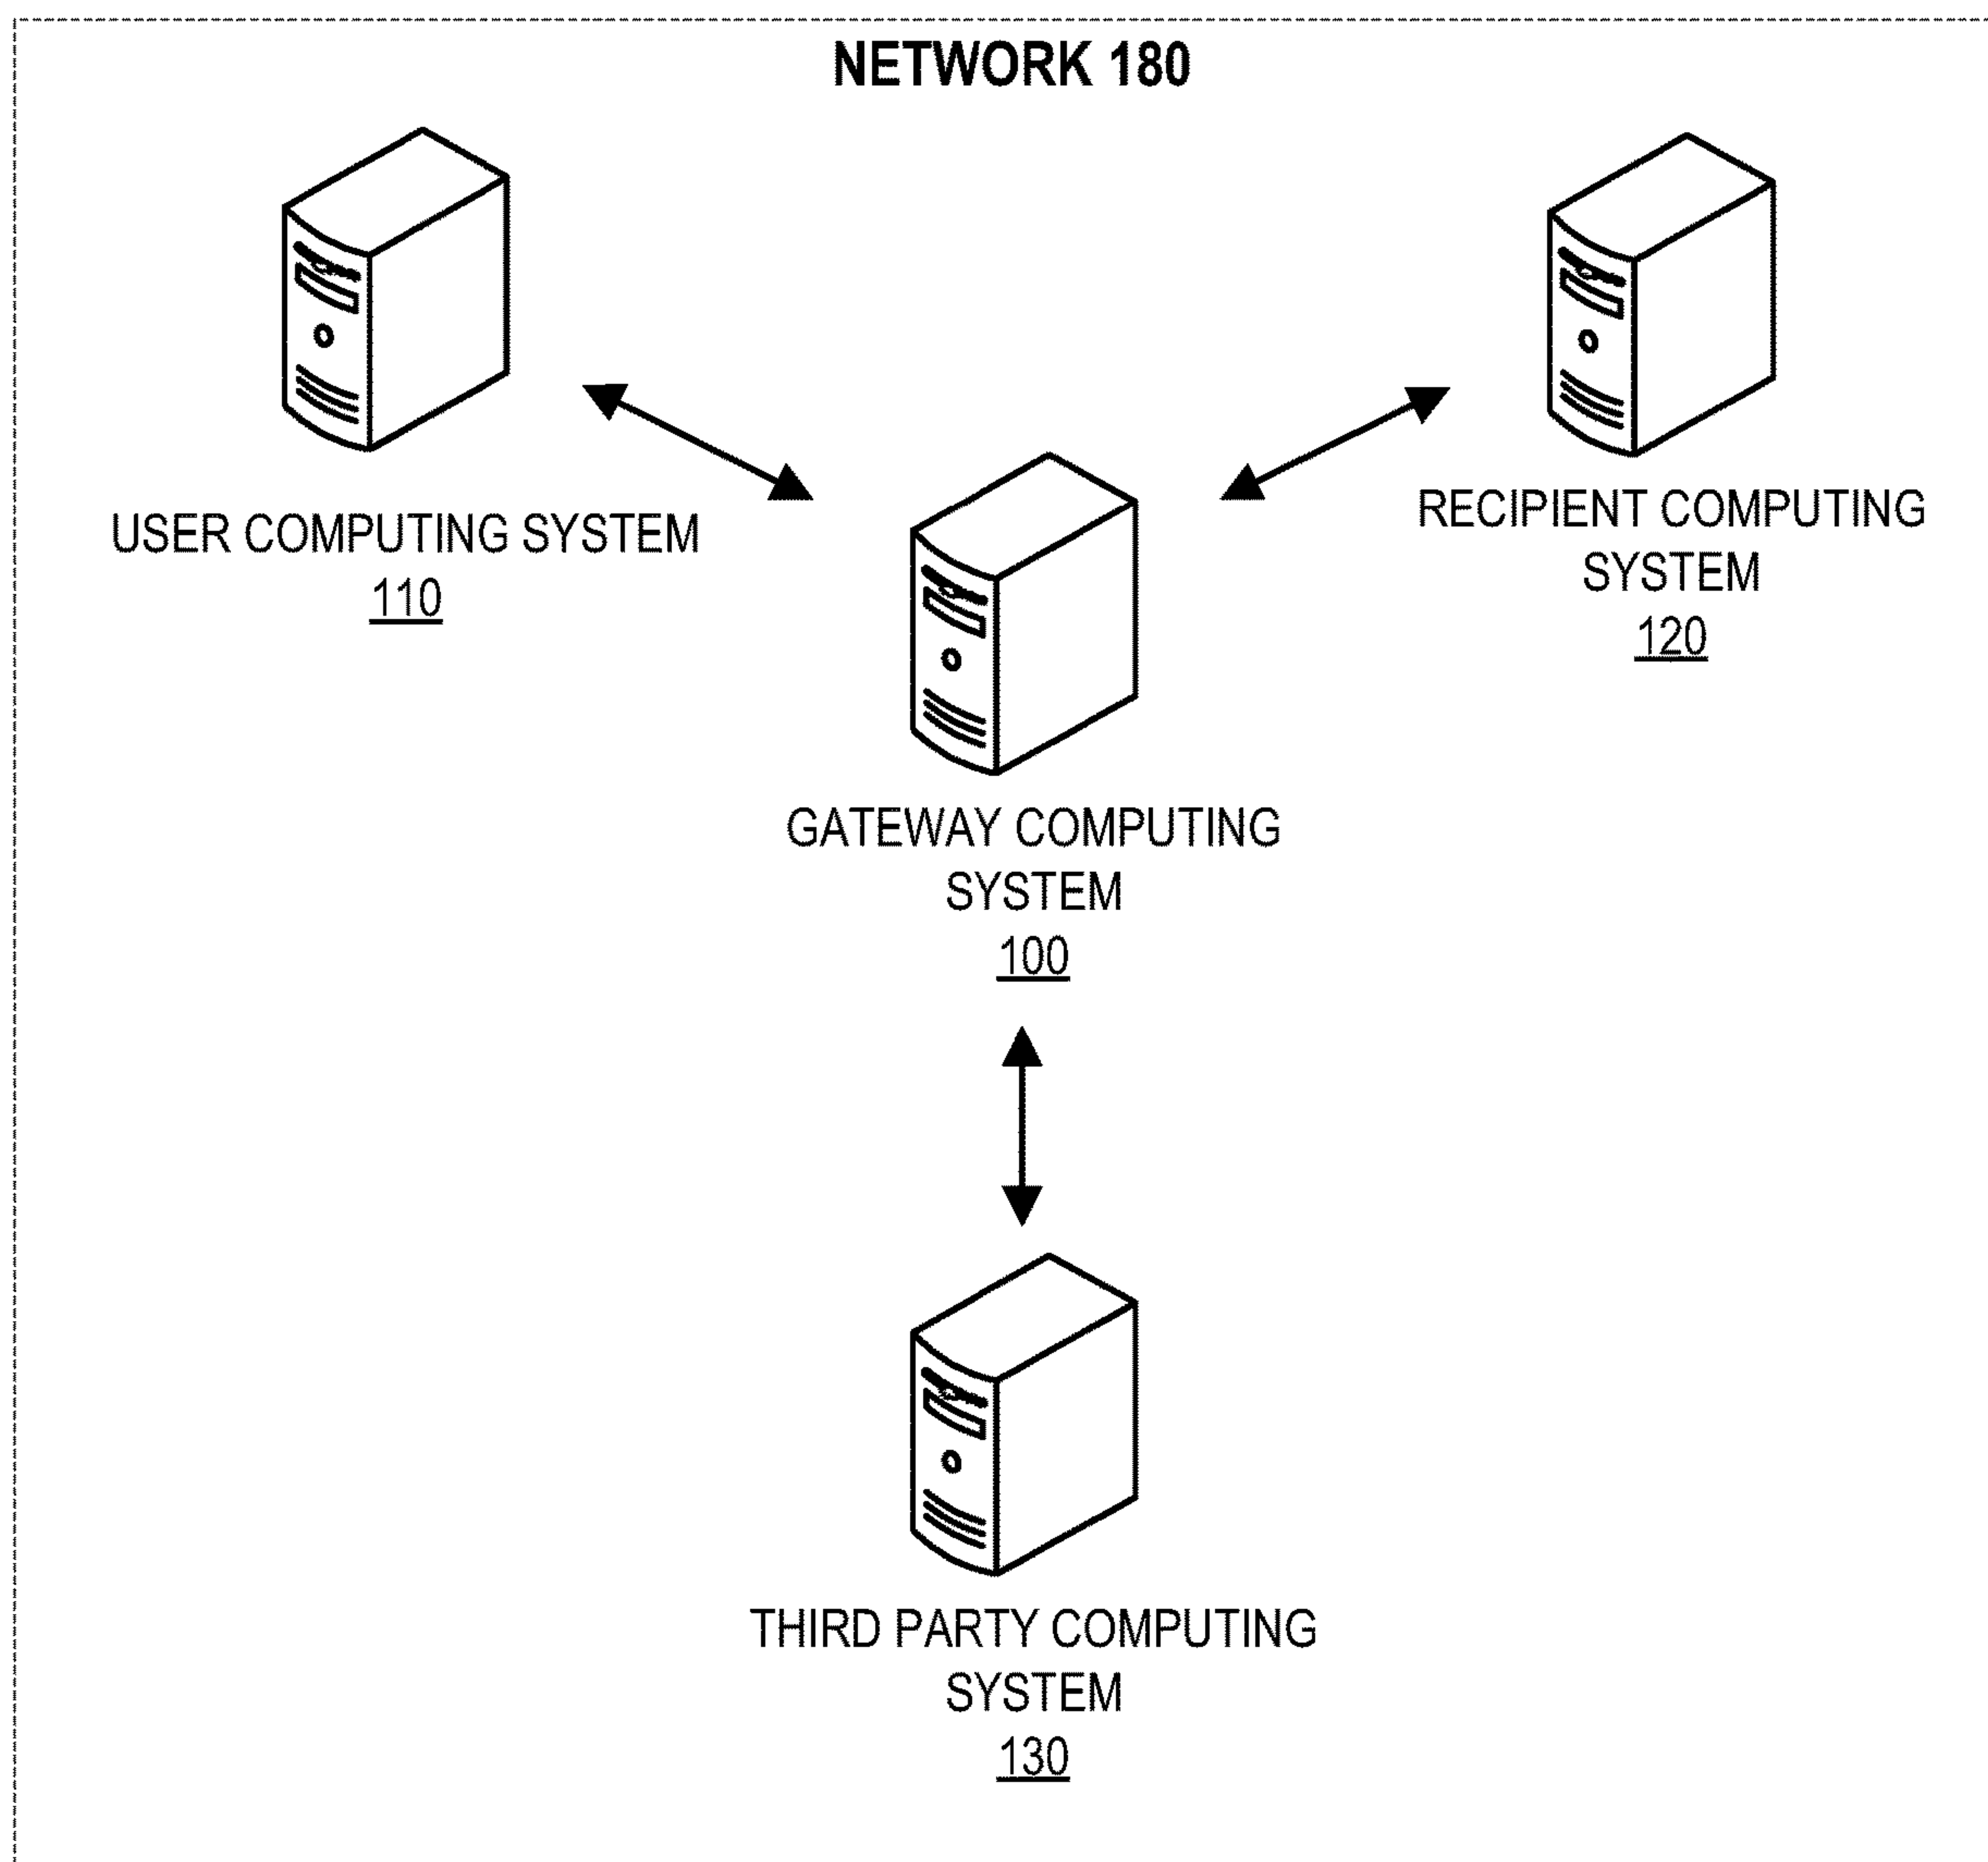 NETWORK 180
USER COMPUTING SYSTEM
110
RECIPIENT COMPUTING
SYSTEM
120
GATEWAY COMPUTING
SYSTEM
100
THIRD PARTY COMPUTING
SYSTEM
130